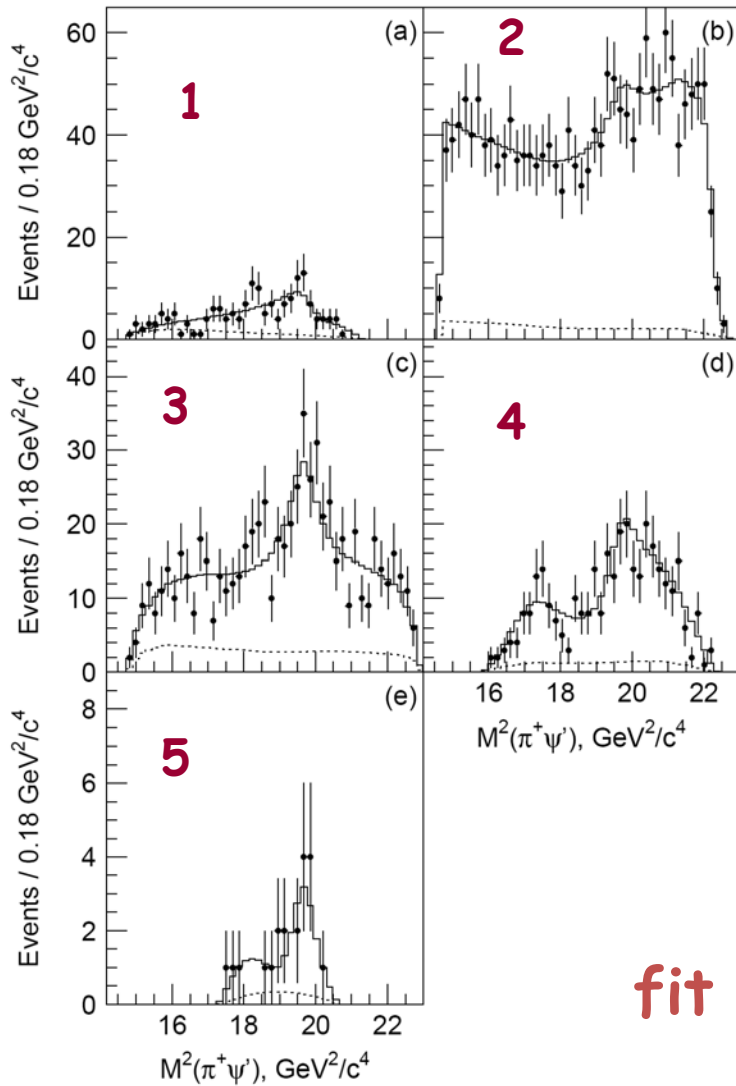 (a)
1
Events / 0.18 GeV²/c⁴
60
40
20
0
(b)
2
(c)
3
Events / 0.18 GeV²/c⁴
40
30
20
10
0
(d)
4
16 18 20 22
M²(π⁺ψ'), GeV²/c⁴
(e)
5
Events / 0.18 GeV²/c⁴
8
6
4
2
0
16 18 20 22
M²(π⁺ψ'), GeV²/c⁴
fit